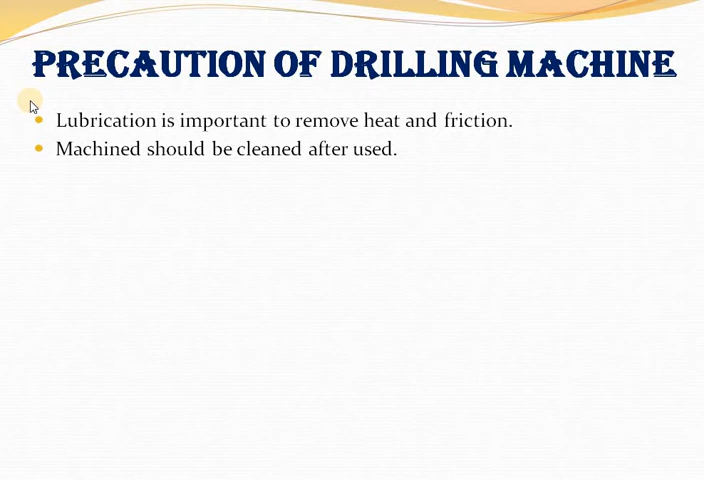 PRECAUTION OF DRILLING MACHINE
Lubrication is important to remove heat and friction.
Machined should be cleaned after used.